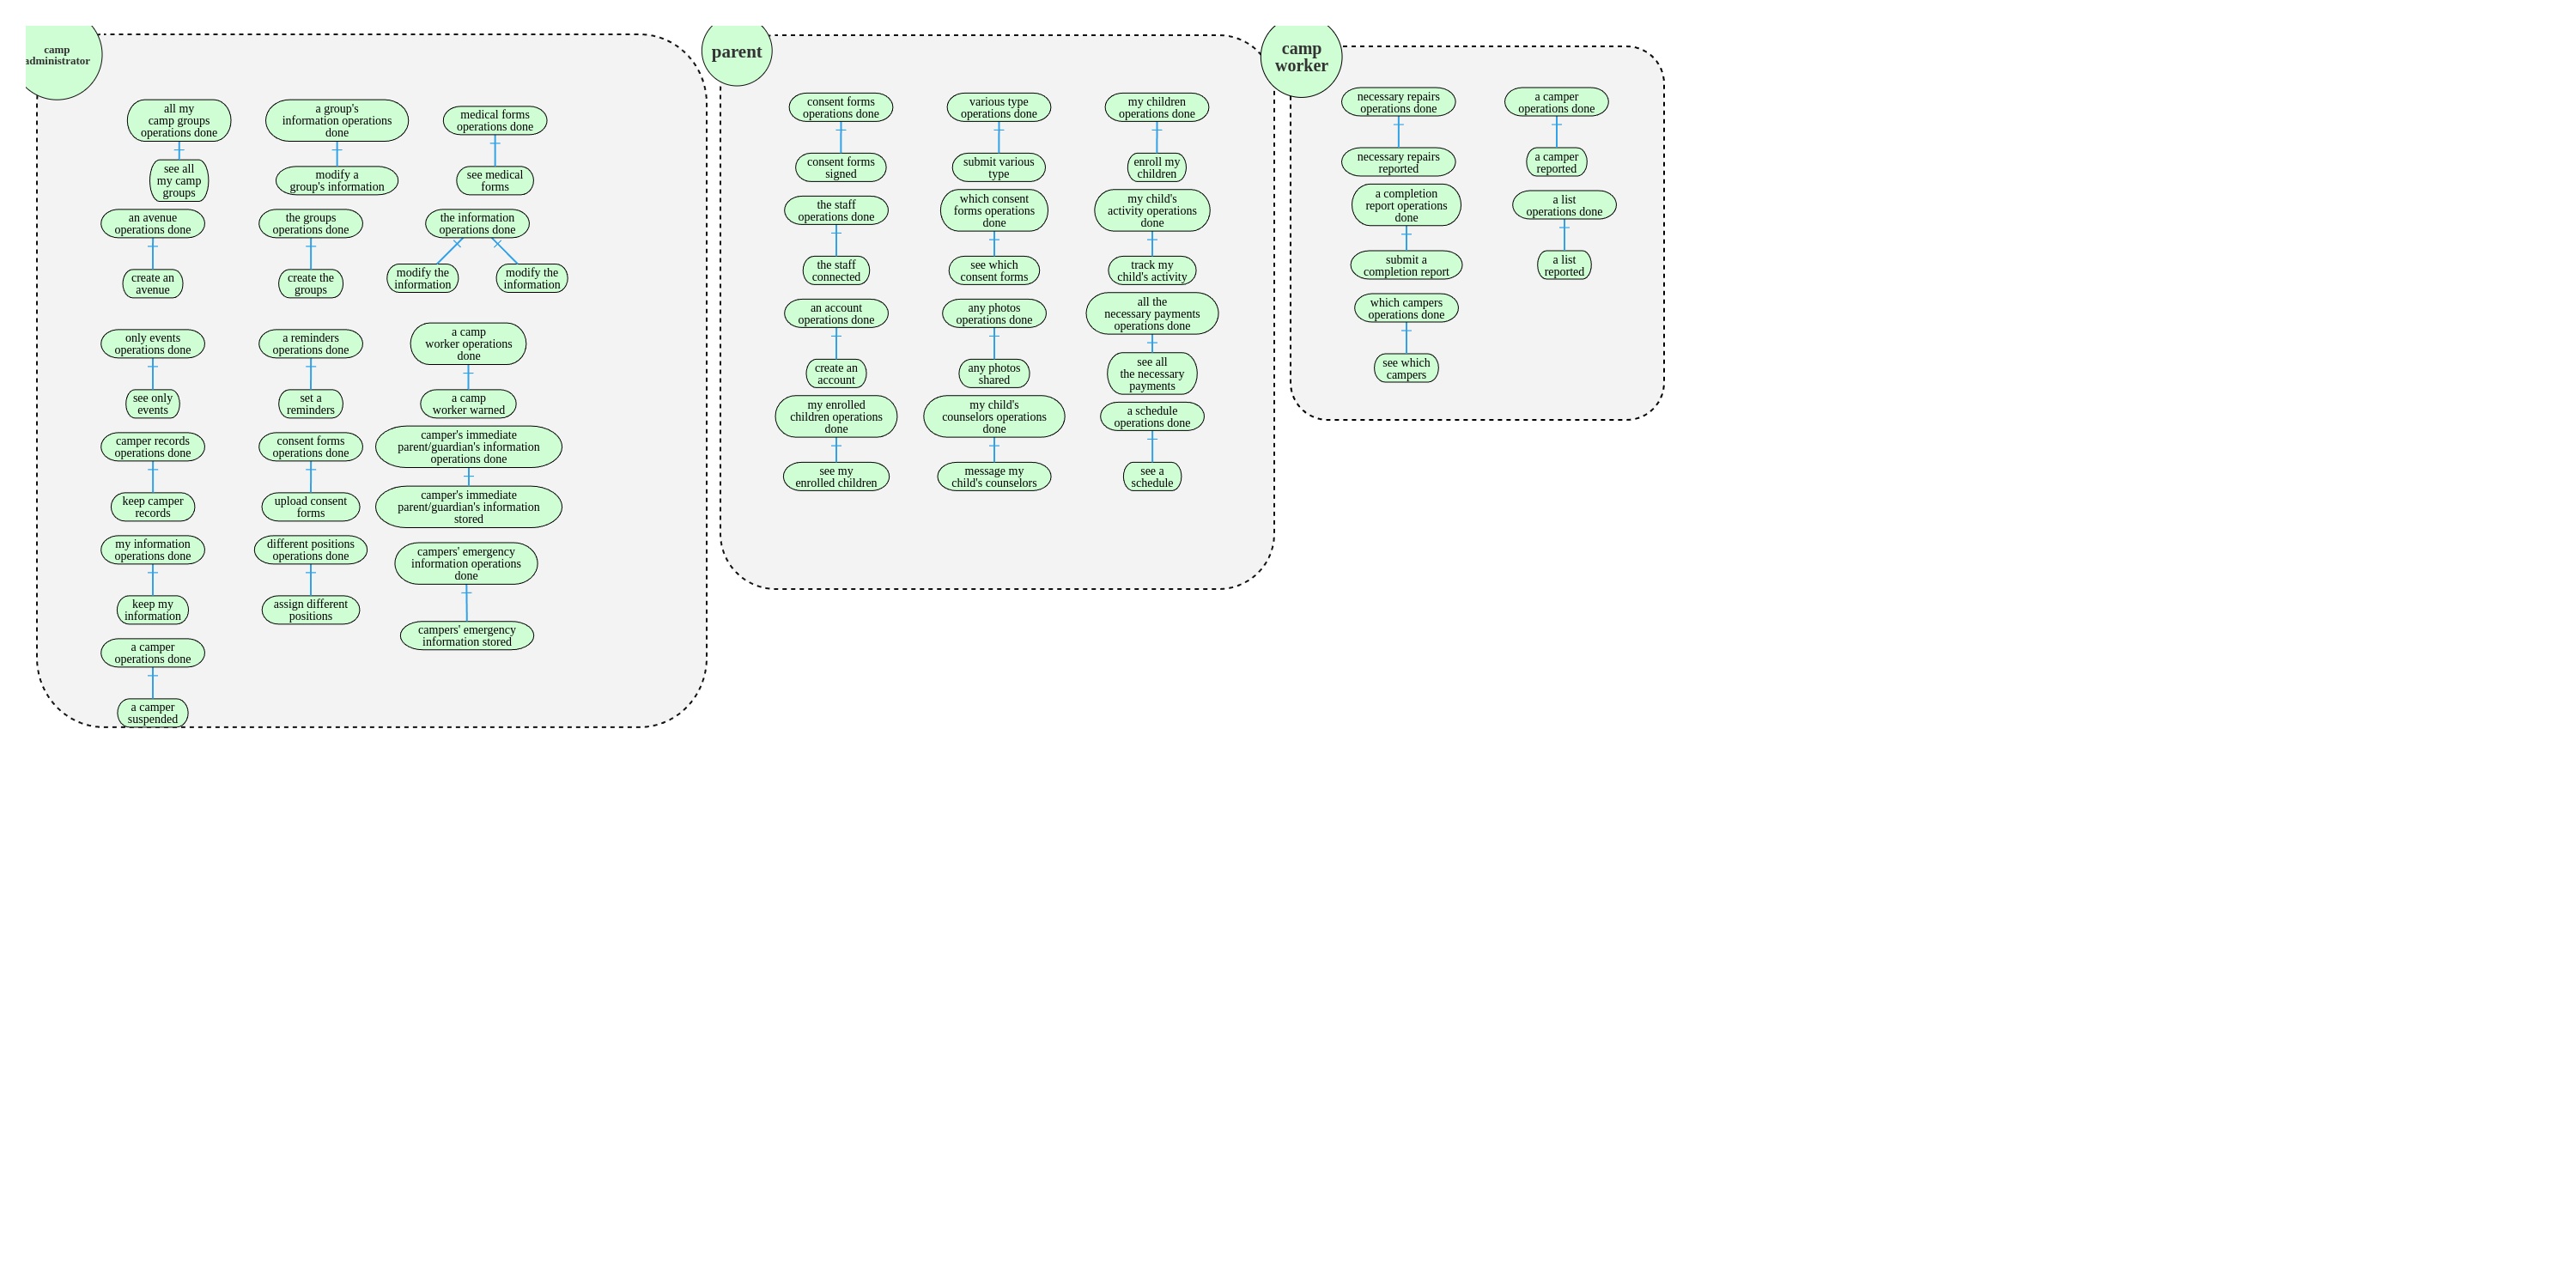 camp
administrator
all my
camp groups
operations done
see all
my camp
groups
a group's
information operations
done
modify a
group's information
medical forms
operations done
see medical
forms
an avenue
operations done
create an
avenue
the groups
operations done
create the
groups
the information
operations done
modify the
information
modify the
information
only events
operations done
see only
events
a reminders
operations done
set a
reminders
a camp
worker operations
done
a camp
worker warned
camper records
operations done
keep camper
records
consent forms
operations done
upload consent
forms
camper's immediate
parent/guardian's information
operations done
camper's immediate
parent/guardian's information
stored
my information
operations done
keep my
information
different positions
operations done
assign different
positions
campers' emergency
information operations
done
campers' emergency
information stored
a camper
operations done
a camper
suspended
parent
consent forms
operations done
consent forms
signed
various type
operations done
submit various
type
my children
operations done
enroll my
children
the staff
operations done
the staff
connected
which consent
forms operations
done
see which
consent forms
my child's
activity operations
done
track my
child's activity
an account
operations done
create an
account
any photos
operations done
any photos
shared
all the
necessary payments
operations done
see all
the necessary
payments
my enrolled
children operations
done
see my
enrolled children
my child's
counselors operations
done
message my
child's counselors
a schedule
operations done
see a
schedule
camp
worker
necessary repairs
operations done
necessary repairs
reported
a camper
operations done
a camper
reported
a completion
report operations
done
submit a
completion report
a list
operations done
a list
reported
which campers
operations done
see which
campers